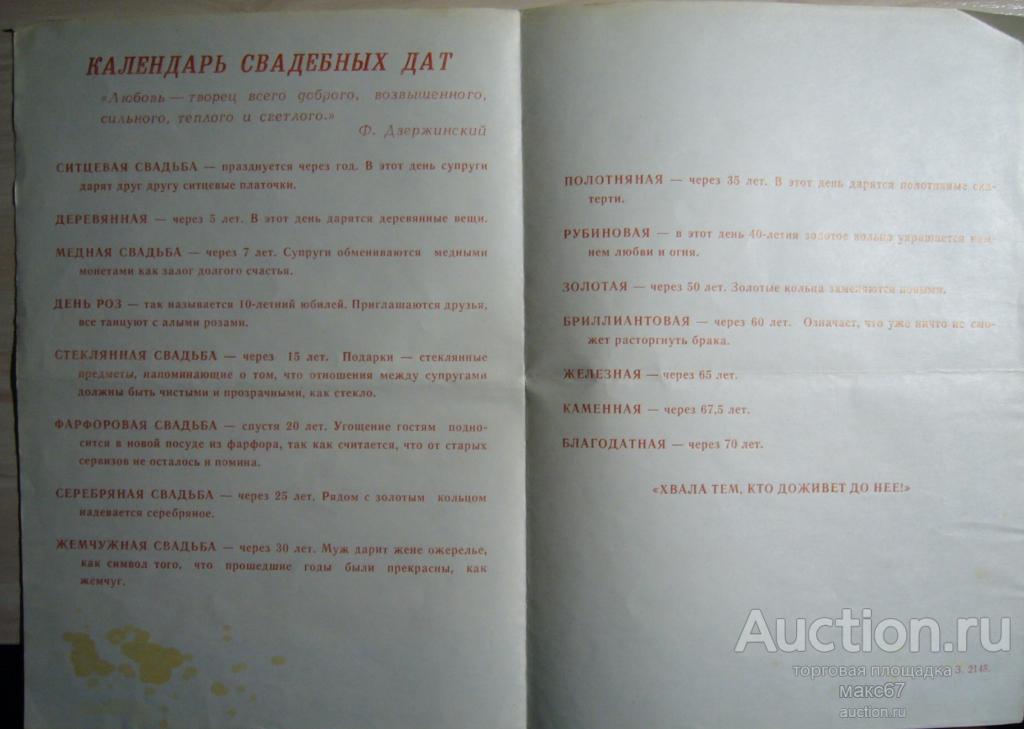 КАЛЕНДАРЬ СВАДЕБНЫХ ДАТ
«Любовь — творец всего доброго, возвышенного,
сильного, теплого и светлого.»
Ф. Дзержинский
СИТЦЕВАЯ СВАДЬБА — празднуется через год. В этот день супруги
дарят друг другу ситцевые платочки.
ДЕРЕВЯННАЯ — через 5 лет. В этот день дарятся деревянные вещи.
МЕДНАЯ СВАДЬБА — через 7 лет. Супруги обмениваются медными
монетами как залог долгого счастья.
ДЕНЬ РОЗ — так называется 10-летний юбилей. Приглашаются друзья,
все танцуют с алыми розами.
СТЕКЛЯННАЯ СВАДЬБА — через 15 лет. Подарки — стеклянные
предметы, напоминающие о том, что отношения между супругами
должны быть чистыми и прозрачными, как стекло.
ФАРФОРОВАЯ СВАДЬБА — спустя 20 лет. Угощение гостям подно-
сится в новой посуде из фарфора, так как считается, что от старых
сервизов не осталось и помина.
СЕРЕБРЯНАЯ СВАДЬБА — через 25 лет. Рядом с золотым кольцом
надевается серебряное.
ЖЕМЧУЖНАЯ СВАДЬБА — через 30 лет. Муж дарит жене ожерелье,
как символ того, что прошедшие годы были прекрасны, как
жемчуг.
ПОЛОТНЯНАЯ — через 35 лет. В этот день дарятся полотняные ска-
терти.
РУБИНОВАЯ — в этот день 40-летия золотое кольцо украшается кам-
нем любви и огня.
ЗОЛОТАЯ — через 50 лет. Золотые кольца заменяются новыми.
БРИЛЛИАНТОВАЯ — через 60 лет. Означает, что уже ничто не смо-
жет расторгнуть брака.
ЖЕЛЕЗНАЯ — через 65 лет.
КАМЕННАЯ — через 67,5 лет.
БЛАГОДАТНАЯ — через 70 лет.
«ХВАЛА ТЕМ, КТО ДОЖИВЕТ ДО НЕЕ!»
З. 2148.
Auction.ru
торговая площадка
макс67
auction.ru